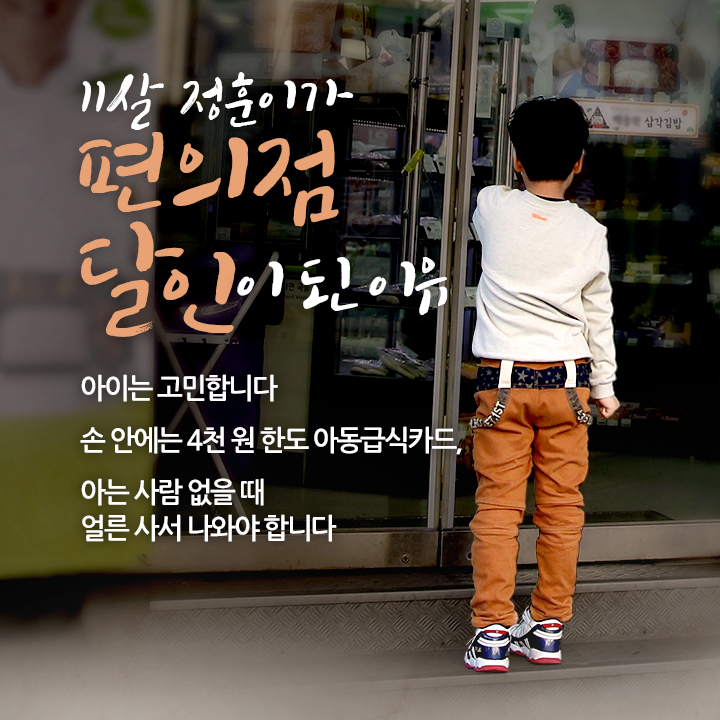 11살 정훈이가
편의점
달인이 된 이유
아이는 고민합니다
손 안에는 4천 원 한도 아동급식카드,
아는 사람 없을 때
얼른 사서 나와야 합니다
삼각김밥